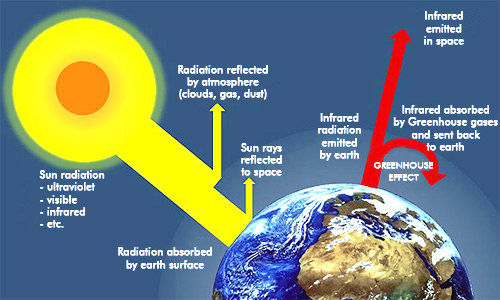 Radiation reflected
by atmosphere
(clouds, gas, dust)
Infrared
emitted
in space
Sun rays
reflected
to space
Infrared
radiation
emitted
by earth
Infrared absorbed
by Greenhouse gases
and sent back
to earth
GREENHOUSE
EFFECT
Sun radiation
- ultraviolet
- visible
- infrared
- etc.
Radiation absorbed
by earth surface